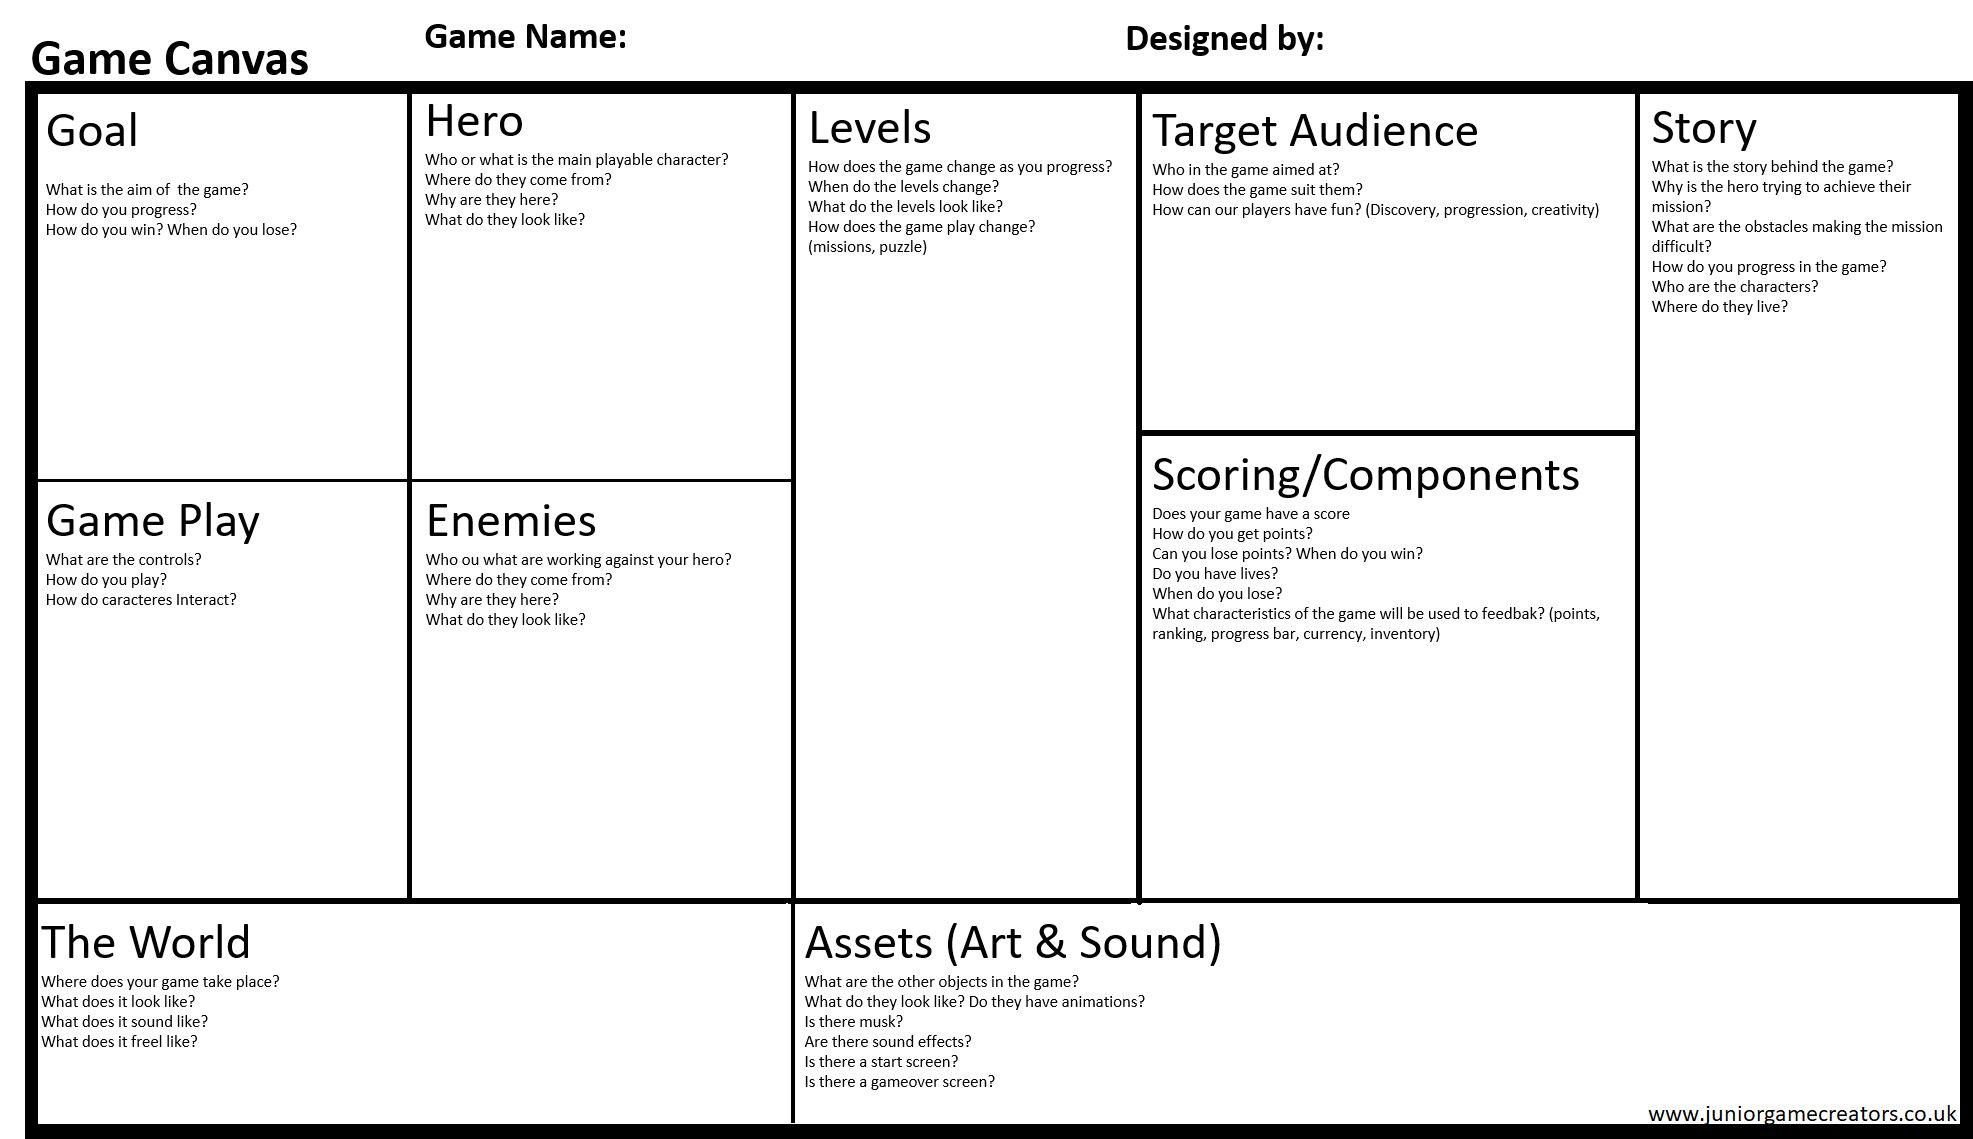 Game Canvas
Game Name:
Designed by:
Goal
What is the aim of  the game?
How do you progress?
How do you win? When do you lose?
Hero
Who or what is the main playable character?
Where do they come from?
Why are they here?
What do they look like?
Levels
How does the game change as you progress?
When do the levels change?
What do the levels look like?
How does the game play change?
(missions, puzzle)
Target Audience
Who in the game aimed at?
How does the game suit them?
How can our players have fun? (Discovery, progression, creativity)
Story
What is the story behind the game?
Why is the hero trying to achieve their
mission?
What are the obstacles making the mission
difficult?
How do you progress in the game?
Who are the characters?
Where do they live?
Game Play
What are the controls?
How do you play?
How do caracteres Interact?
Enemies
Who ou what are working against your hero?
Where do they come from?
Why are they here?
What do they look like?
Scoring/Components
Does your game have a score
How do you get points?
Can you lose points? When do you win?
Do you have lives?
When do you lose?
What characteristics of the game will be used to feedbak? (points,
ranking, progress bar, currency, inventory)
The World
Where does your game take place?
What does it look like?
What does it sound like?
What does it freel like?
Assets (Art & Sound)
What are the other objects in the game?
What do they look like? Do they have animations?
Is there musk?
Are there sound effects?
Is there a start screen?
Is there a gameover screen?
www.juniorgamecreators.co.uk